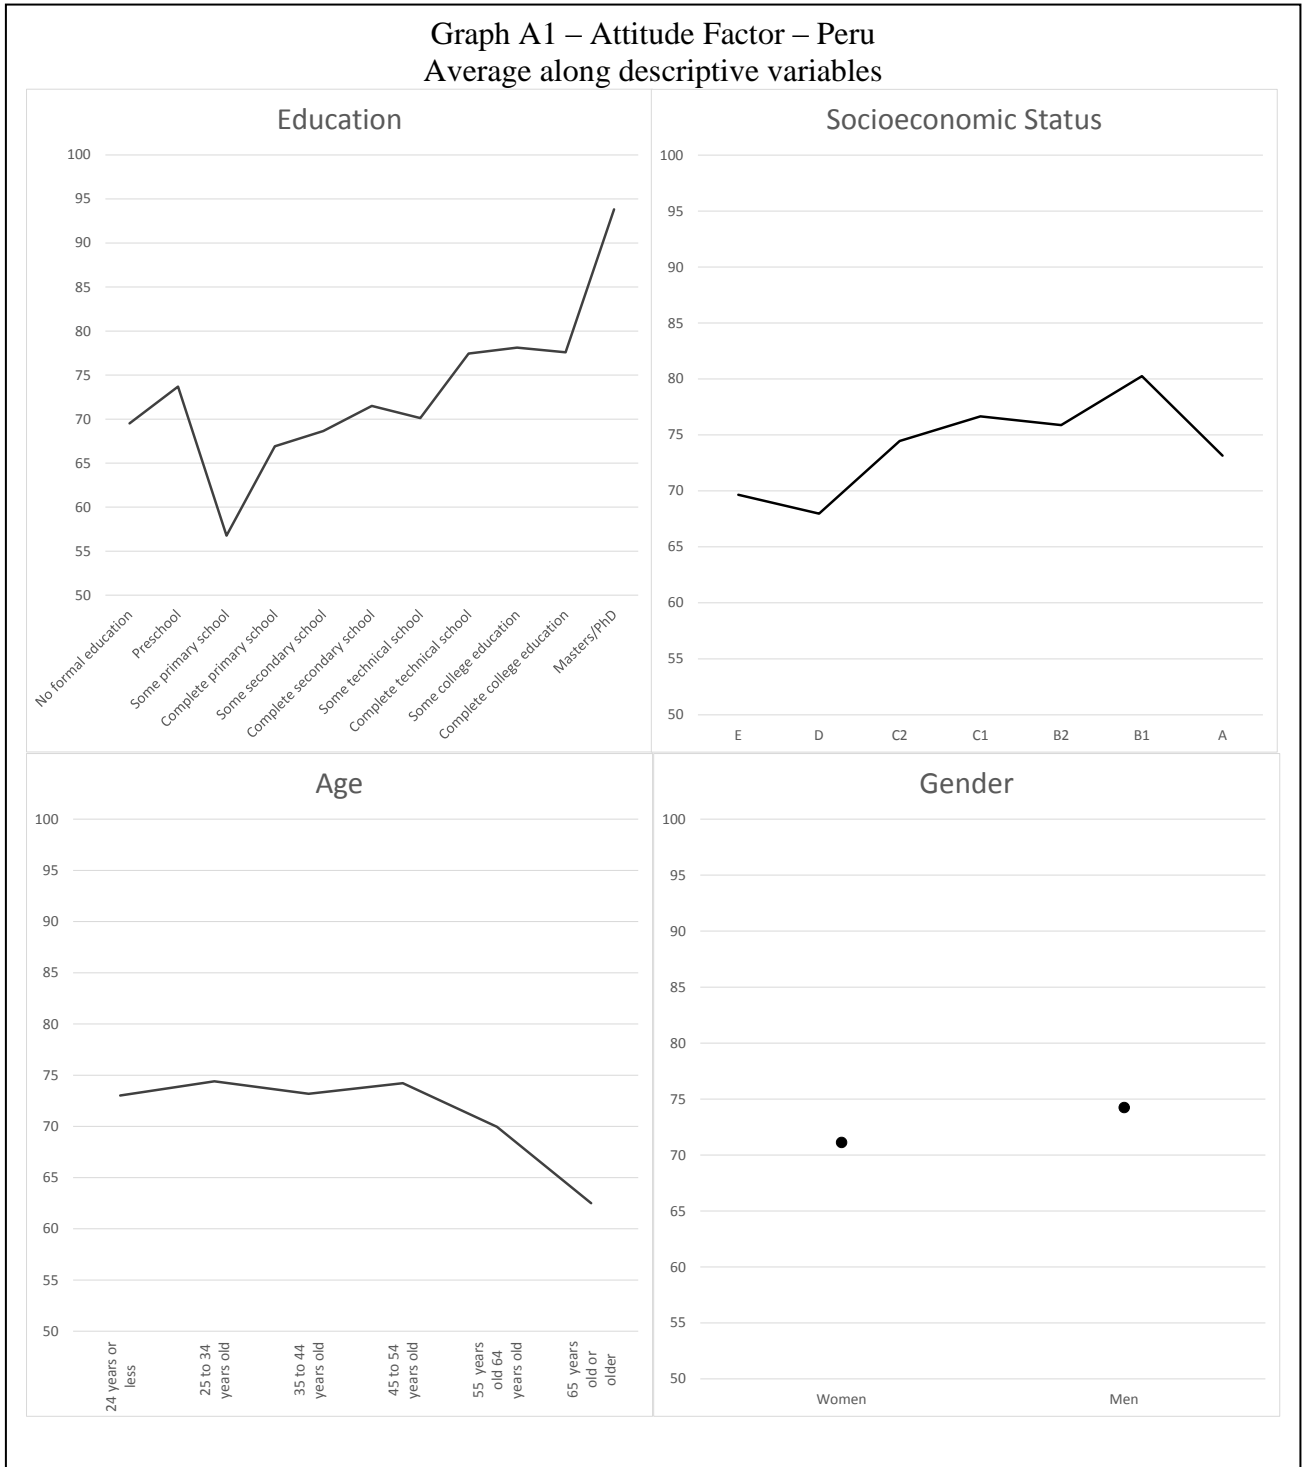 Graph A1 – Attitude Factor – Peru
Average along descriptive variables
Education
100
95
90
85
80
75
70
65
60
55
50
No formal education
Preschool
Some primary school
Complete primary school
Some secondary school
Complete secondary school
Some technical school
Complete technical school
Some college education
Complete college education
Masters/PhD
Socioeconomic Status
100
95
90
85
80
75
70
65
60
55
50
E D C2 C1 B2 B1 A
Age
100
95
90
85
80
75
70
65
60
55
50
24 years or
less
25 to 34
years old
35 to 44
years old
45 to 54
years old
55 years
old 64
years old
65 years
old or
older
Gender
100
95
90
85
80
75
70
65
60
55
50
Women Men